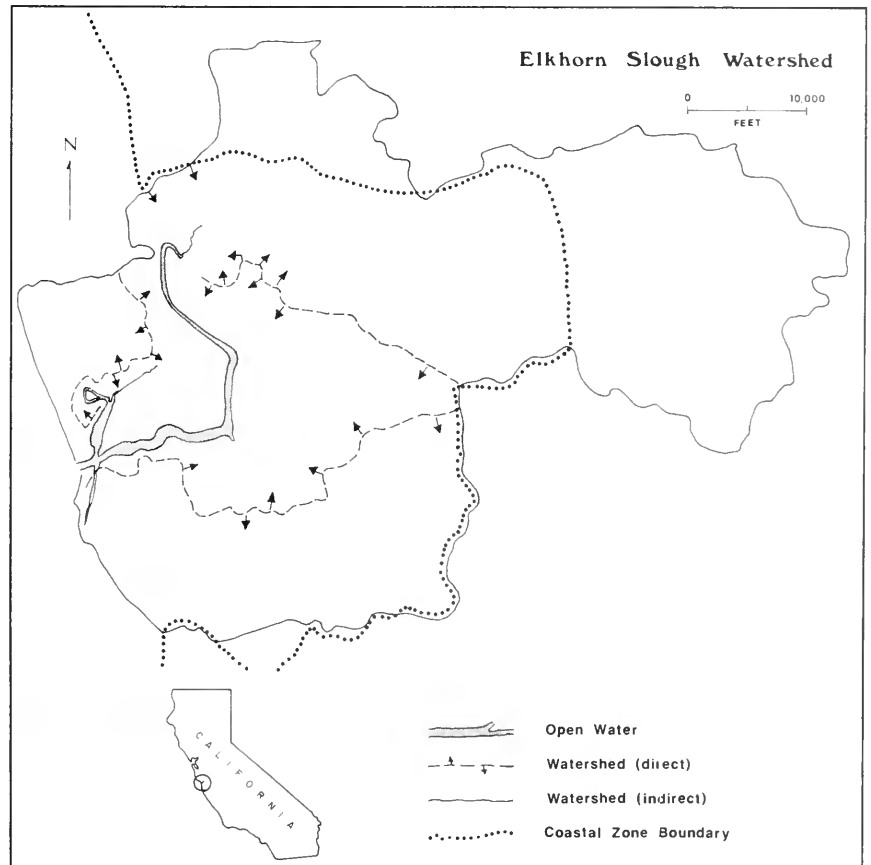 Elkhorn Slough Watershed
0 10,000
FEET
N
CALIFORNIA
Open Water
Watershed (direct)
Watershed (indirect)
Coastal Zone Boundary